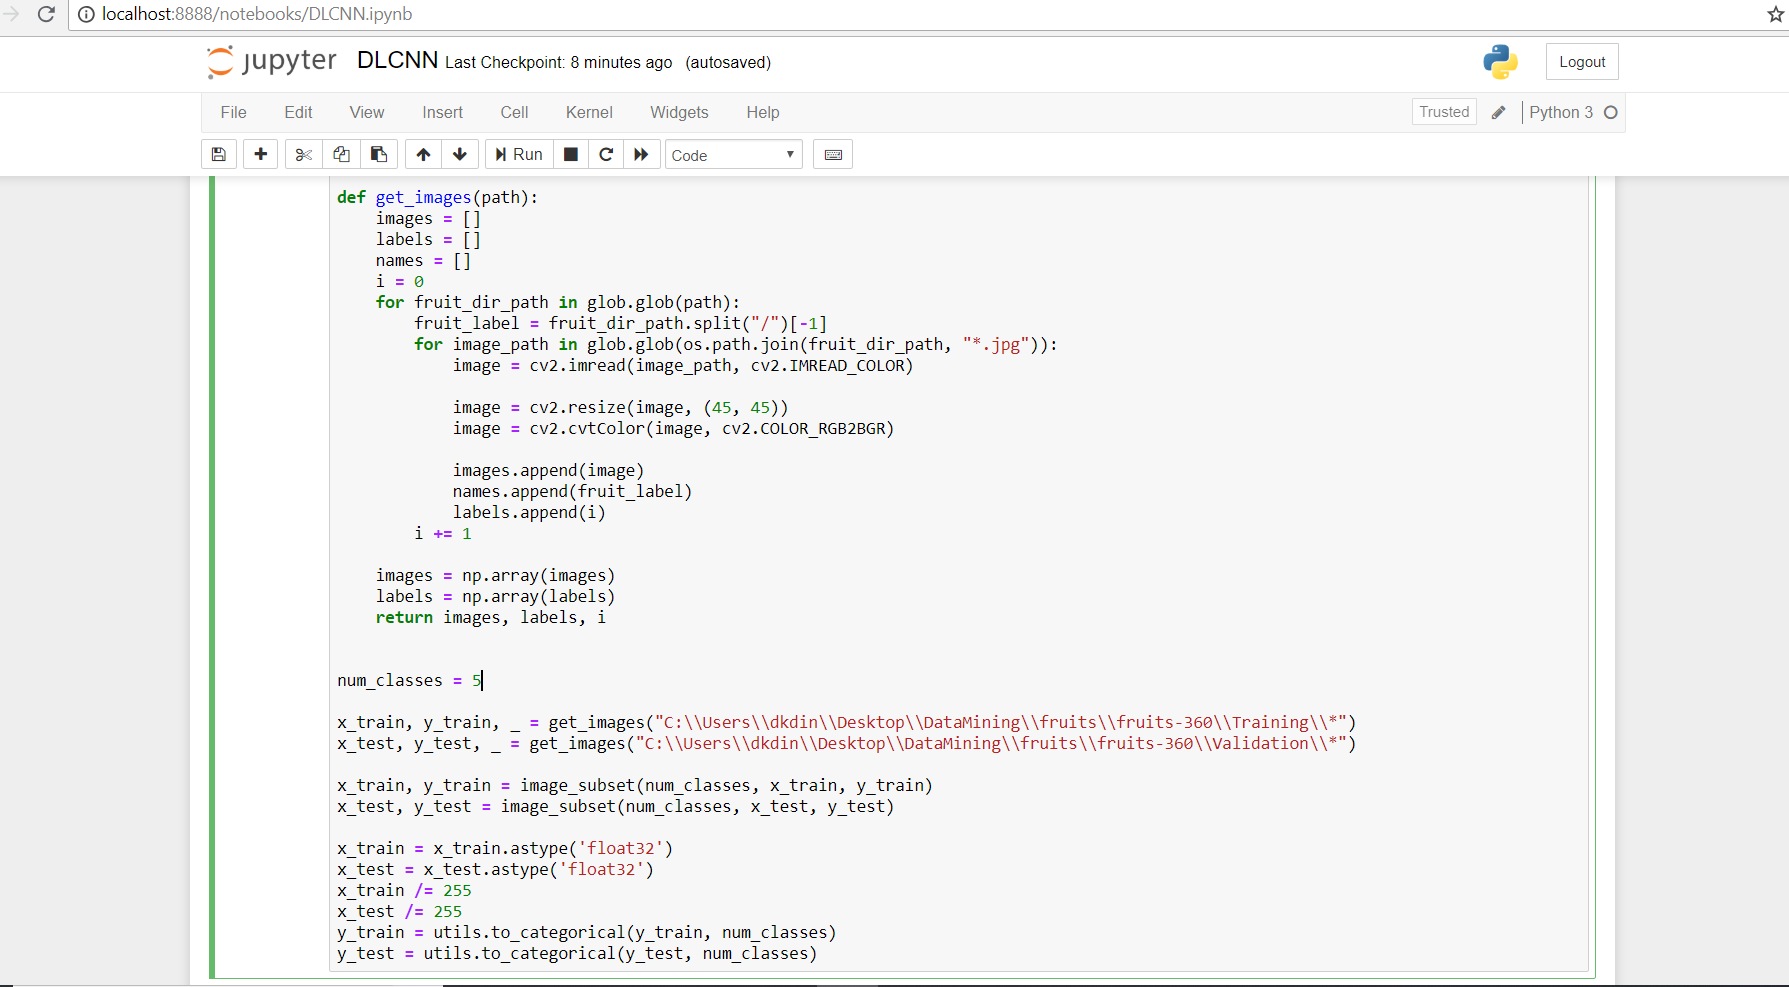 localhost:8888/notebooks/DLCNN.ipynb
jupyter DLCNN Last Checkpoint: 8 minutes ago (autosaved) Logout
File Edit View Insert Cell Kernel Widgets Help Trusted Python 3
Run Code
def get_images(path):
    images = []
    labels = []
    names = []
    i = 0
    for fruit_dir_path in glob.glob(path):
        fruit_label = fruit_dir_path.split("/")[-1]
        for image_path in glob.glob(os.path.join(fruit_dir_path, "*.jpg")):
            image = cv2.imread(image_path, cv2.IMREAD_COLOR)
            image = cv2.resize(image, (45, 45))
            image = cv2.cvtColor(image, cv2.COLOR_RGB2BGR)
            images.append(image)
            names.append(fruit_label)
            labels.append(i)
        i += 1
    images = np.array(images)
    labels = np.array(labels)
    return images, labels, i
num_classes = 5
x_train, y_train, _ = get_images("C:\\Users\\dkdin\\Desktop\\DataMining\\fruits\\fruits-360\\Training\\*")
x_test, y_test, _ = get_images("C:\\Users\\dkdin\\Desktop\\DataMining\\fruits\\fruits-360\\Validation\\*")
x_train, y_train = image_subset(num_classes, x_train, y_train)
x_test, y_test = image_subset(num_classes, x_test, y_test)
x_train = x_train.astype('float32')
x_test = x_test.astype('float32')
x_train /= 255
x_test /= 255
y_train = utils.to_categorical(y_train, num_classes)
y_test = utils.to_categorical(y_test, num_classes)